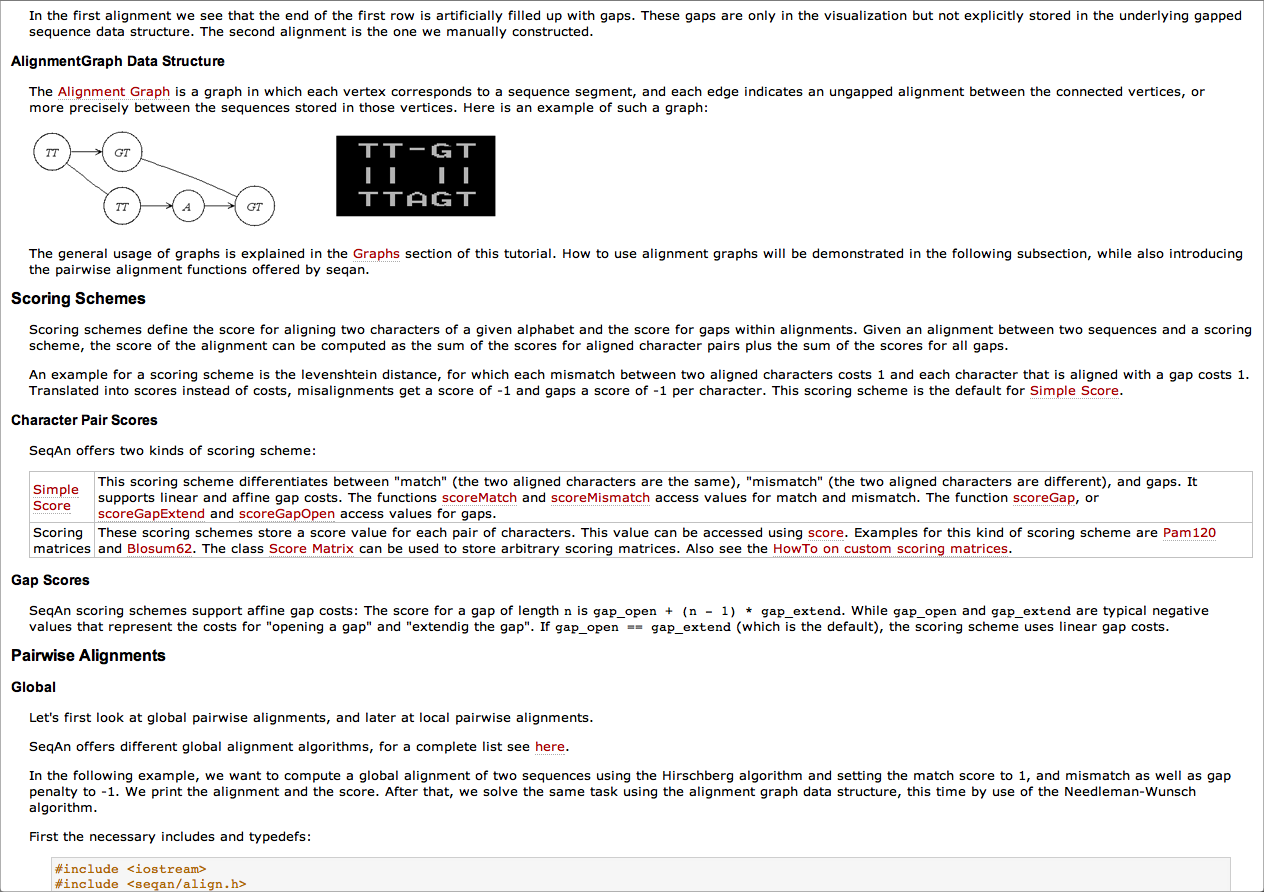 In the first alignment we see that the end of the first row is artificially filled up with gaps. These gaps are only in the visualization but not explicitly stored in the underlying gapped
sequence data structure. The second alignment is the one we manually constructed.
AlignmentGraph Data Structure
The Alignment Graph is a graph in which each vertex corresponds to a sequence segment, and each edge indicates an ungapped alignment between the connected vertices, or
more precisely between the sequences stored in those vertices. Here is an example of such a graph:
TT GT
TT A GT
TT-GT
|| ||
TTAGT
The general usage of graphs is explained in the Graphs section of this tutorial. How to use alignment graphs will be demonstrated in the following subsection, while also introducing
the pairwise alignment functions offered by seqan.
Scoring Schemes
Scoring schemes define the score for aligning two characters of a given alphabet and the score for gaps within alignments. Given an alignment between two sequences and a scoring
scheme, the score of the alignment can be computed as the sum of the scores for aligned character pairs plus the sum of the scores for all gaps.
An example for a scoring scheme is the levenshtein distance, for which each mismatch between two aligned characters costs 1 and each character that is aligned with a gap costs 1.
Translated into scores instead of costs, misalignments get a score of -1 and gaps a score of -1 per character. This scoring scheme is the default for Simple Score.
Character Pair Scores
SeqAn offers two kinds of scoring scheme:
Simple
Score
This scoring scheme differentiates between "match" (the two aligned characters are the same), "mismatch" (the two aligned characters are different), and gaps. It
supports linear and affine gap costs. The functions scoreMatch and scoreMismatch access values for match and mismatch. The function scoreGap, or
scoreGapExtend and scoreGapOpen access values for gaps.
Scoring
matrices
These scoring schemes store a score value for each pair of characters. This value can be accessed using score. Examples for this kind of scoring scheme are Pam120
and Blosum62. The class Score Matrix can be used to store arbitrary scoring matrices. Also see the HowTo on custom scoring matrices.
Gap Scores
SeqAn scoring schemes support affine gap costs: The score for a gap of length n is gap_open + (n - 1) * gap_extend. While gap_open and gap_extend are typical negative
values that represent the costs for "opening a gap" and "extendig the gap". If gap_open == gap_extend (which is the default), the scoring scheme uses linear gap costs.
Pairwise Alignments
Global
Let's first look at global pairwise alignments, and later at local pairwise alignments.
SeqAn offers different global alignment algorithms, for a complete list see here.
In the following example, we want to compute a global alignment of two sequences using the Hirschberg algorithm and setting the match score to 1, and mismatch as well as gap
penalty to -1. We print the alignment and the score. After that, we solve the same task using the alignment graph data structure, this time by use of the Needleman-Wunsch
algorithm.
First the necessary includes and typedefs:
#include <iostream>
#include <seqan/align.h>